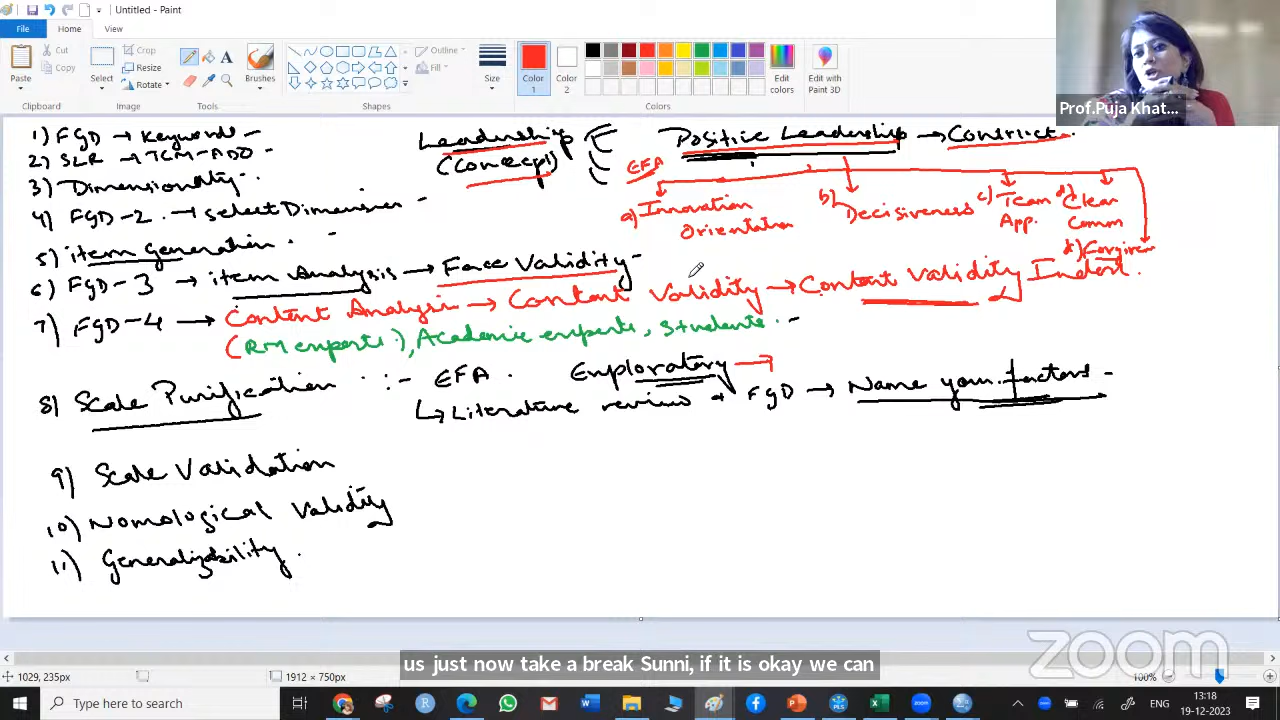 Untitled - Paint
File Home View
Paste Cut Copy Select Crop Resize Rotate Brushes Outline Fill Size Color 1 Color 2 Edit colors Edit with Paint 3D
Clipboard Image Tools Shapes Colors
Prof.Puja Khat...
1) FGD → Keywords -
2) SLR → TCM-ADO -
3) Dimensionality -
4) FGD-2 → Select Dimension -
5) item generation . -
6) FGD-3 → item Analysis → Face Validity -
7) FGD-4 → Content Analysis → Content Validity → Content Validity
(RM experts), Academic experts, Students. -
8) Scale Purification :- EFA . Exploratory →
↳ Literature review + FGD → Name your factors -
9) Scale Validation
10) Nomological Validity
11) Generalizability .
Leadership
(Concept)
Positive Leadership → Constrict .
EFA
a) Innovation Orientation
b) Decisiveness
c) Team App.
d) Clear Comm
zoom
us just now take a break Sunni, if it is okay we can
1029, 235px 1912 × 750px 100%
Type here to search
ENG 13:18 19-12-2023